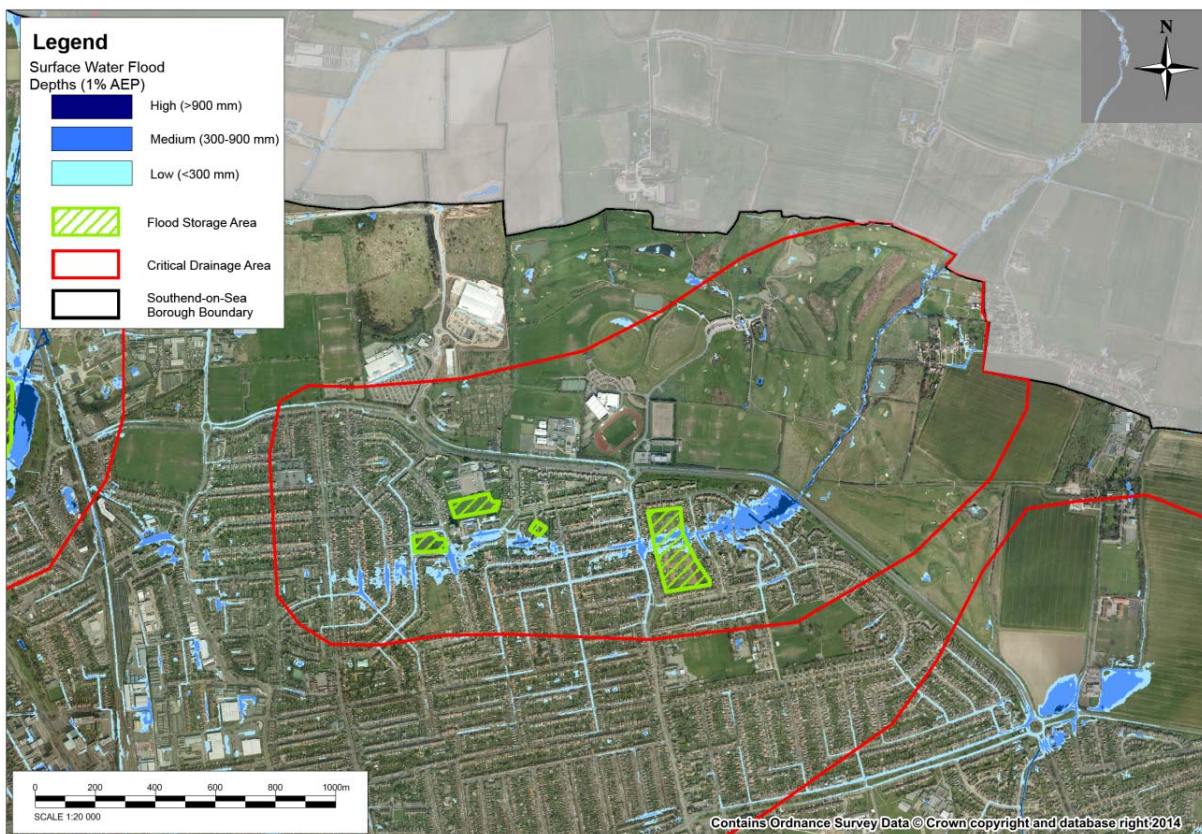 Legend
Surface Water Flood
Depths (1% AEP)
High (>900 mm)
Medium (300-900 mm)
Low (<300 mm)
Flood Storage Area
Critical Drainage Area
Southend-on-Sea
Borough Boundary
N
0 200 400 600 800 1000m
SCALE 1:20 000
Contains Ordnance Survey Data © Crown copyright and database right 2014